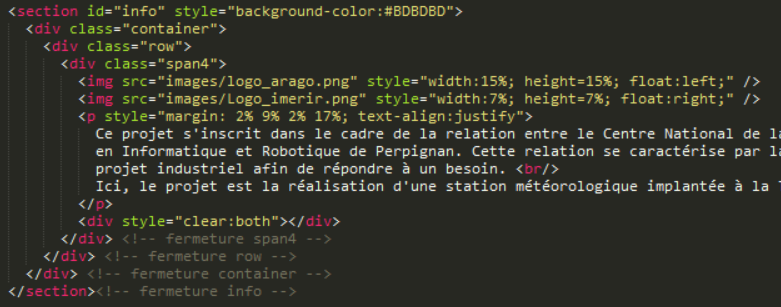 <section id="info" style="background-color:#BDBDBD">
<div class="container">
<div class="row">
<div class="span4">
<img src="images/logo_arago.png" style="width:15%; height=15%; float:left;" />
<img src="images/Logo_imerir.png" style="width:7%; height=7%; float:right;" />
<p style="margin: 2% 9% 2% 17%; text-align:justify">
Ce projet s'inscrit dans le cadre de la relation entre le Centre National de
en Informatique et Robotique de Perpignan. Cette relation se caractérise par
projet industriel afin de répondre à un besoin. <br/>
Ici, le projet est la réalisation d'une station météorologique implantée à la
</p>
<div style="clear:both"></div>
</div> <!-- fermeture span4 -->
</div> <!-- fermeture row -->
</div> <!-- fermeture container -->
</section><!-- fermeture info -->